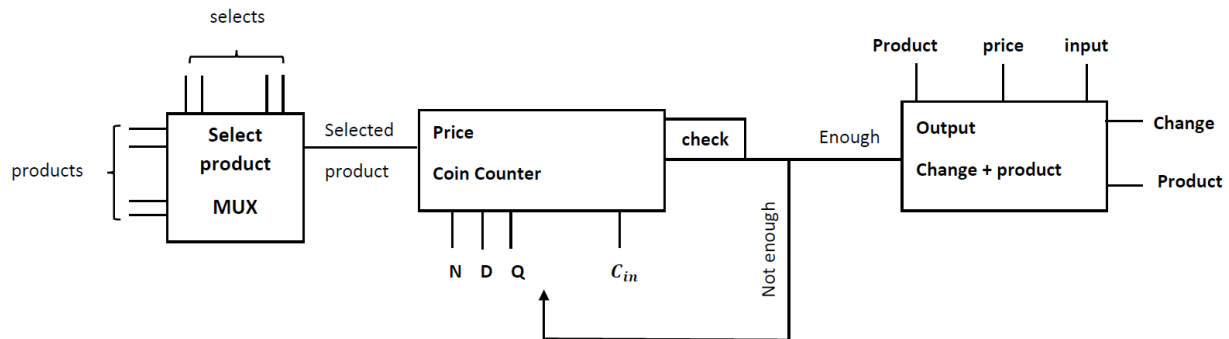 selects
products
Select
product
MUX
Selected
product
Price
Coin Counter
N D Q C_in
check
Enough
Not enough
Product price input
Output
Change + product
Change
Product